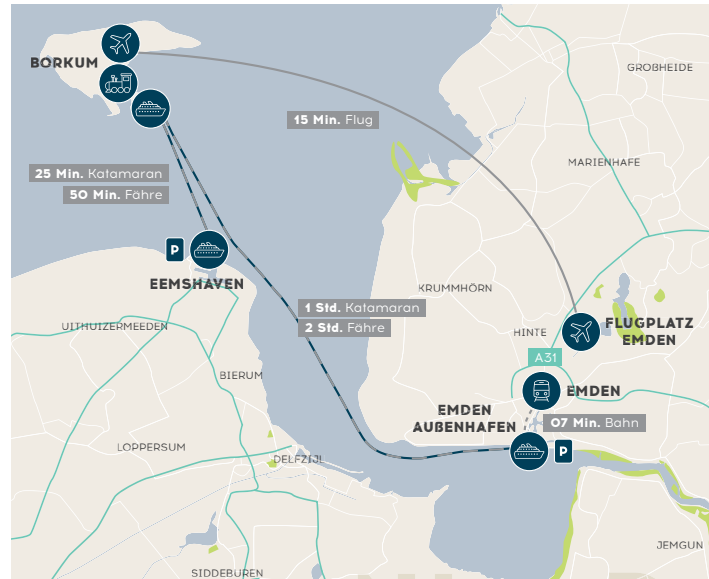 BORKUM
GROßHEIDE
15 Min. Flug
MARIENHAFE
25 Min. Katamaran
50 Min. Fähre
P
EEMSHAVEN
KRUMMHÖRN
1 Std. Katamaran
2 Std. Fähre
UITHUIZERMEEDEN
HINTE
FLUGPLATZ
EMDEN
A31
BIERUM
EMDEN
EMDEN
AUßENHAFEN
07 Min. Bahn
P
LOPPERSUM
DELFZIJL
JEMGUN
SIDDEBUREN